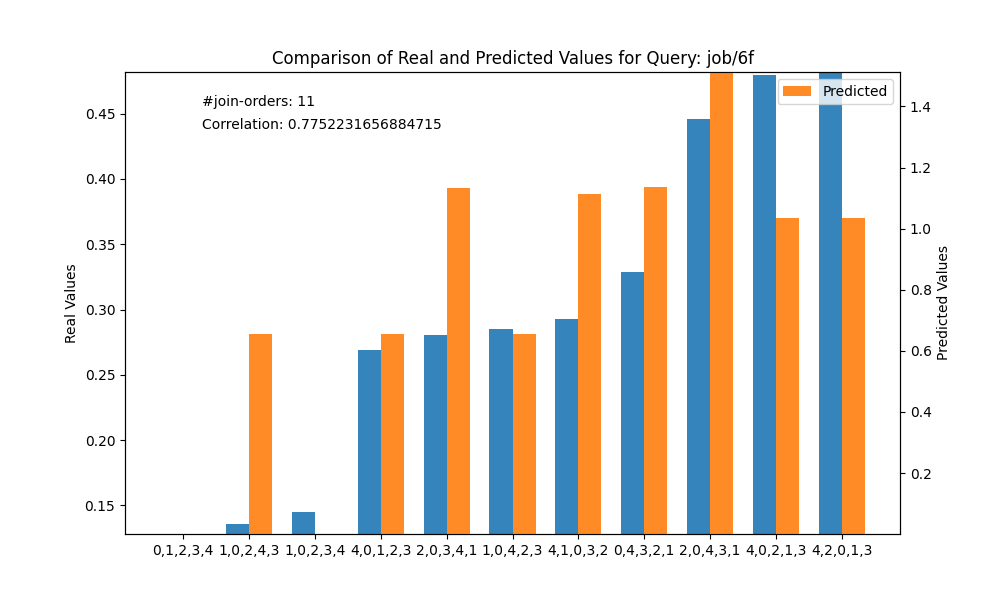 Comparison of Real and Predicted Values for Query: job/6f
#join-orders: 11
Correlation: 0.7752231656884715
Predicted
Real Values
0.45
0.40
0.35
0.30
0.25
0.20
0.15
1.4
1.2
1.0
0.8
0.6
0.4
0.2
Predicted Values
0,1,2,3,4 1,0,2,4,3 1,0,2,3,4 4,0,1,2,3 2,0,3,4,1 1,0,4,2,3 4,1,0,3,2 0,4,3,2,1 2,0,4,3,1 4,0,2,1,3 4,2,0,1,3